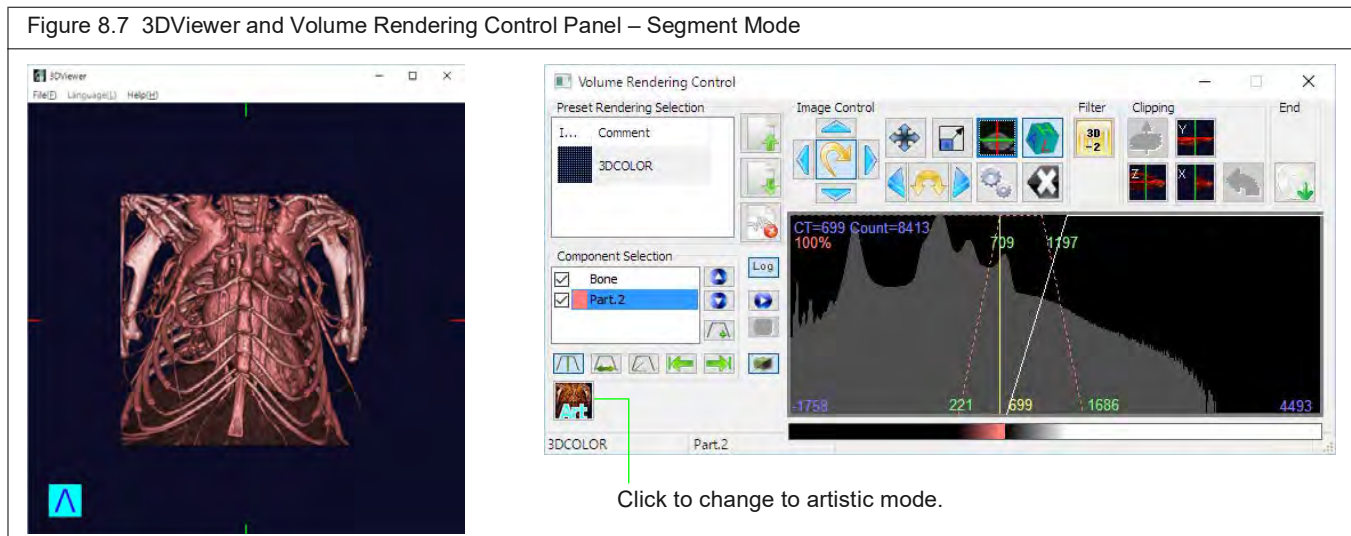 Figure 8.7  3DViewer and Volume Rendering Control Panel – Segment Mode
3DViewer
File(F)  Language(L)  Help(H)
Volume Rendering Control
Preset Rendering Selection
I...  Comment
3DCOLOR
Component Selection
Bone
Part.2
Art
3DCOLOR  Part.2
Log
Image Control
L
Filter
3D
-2
Clipping
Y
Z
X
End
CT=699 Count=8413
100%
709  1197
-1758  221  699  1686  4493
Click to change to artistic mode.